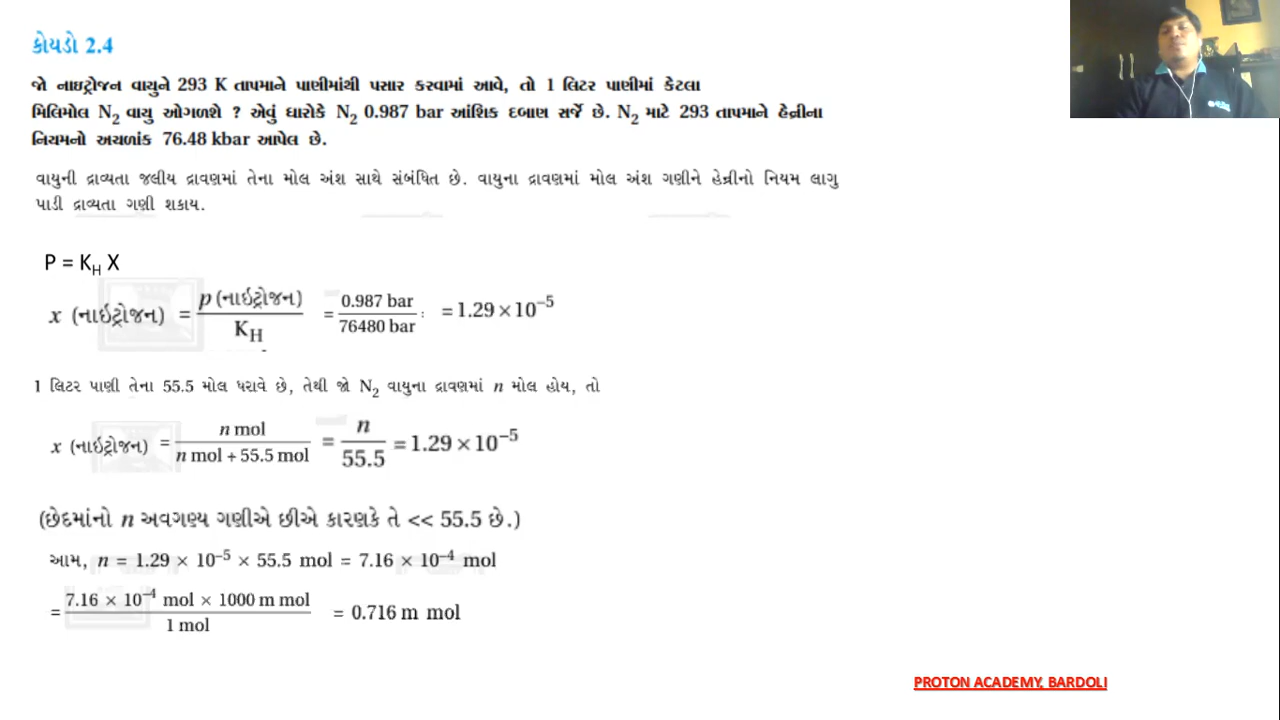 કોયડો 2.4
જો નાઇટ્રોજન વાયુને 293 K તાપમાને પાણીમાંથી પસાર કરવામાં આવે, તો 1 લિટર પાણીમાં કેટલા
મિલિમોલ N₂ વાયુ ઓગળશે ? એવું ધારોકે N₂ 0.987 bar આંશિક દબાણ સર્જે છે. N₂ માટે 293 તાપમાને હેન્રીના
નિયમનો અચળાંક 76.48 kbar આપેલ છે.
વાયુની દ્રાવ્યતા જલીય દ્રાવણમાં તેના મોલ અંશ સાથે સંબંધિત છે. વાયુના દ્રાવણમાં મોલ અંશ ગણીને હેન્રીનો નિયમ લાગુ
પાડી દ્રાવ્યતા ગણી શકાય.
P = K_H X
x (નાઇટ્રોજન) = p (નાઇટ્રોજન) / K_H = 0.987 bar / 76480 bar = 1.29 × 10⁻⁵
1 લિટર પાણી તેના 55.5 મોલ ધરાવે છે, તેથી જો N₂ વાયુના દ્રાવણમાં n મોલ હોય, તો
x (નાઇટ્રોજન) = n mol / n mol + 55.5 mol = n / 55.5 = 1.29 × 10⁻⁵
(છેદમાંનો n અવગણ્ય ગણીએ છીએ કારણકે તે << 55.5 છે.)
આમ, n = 1.29 × 10⁻⁵ × 55.5 mol = 7.16 × 10⁻⁴ mol
= 7.16 × 10⁻⁴ mol × 1000 m mol / 1 mol = 0.716 m mol
PROTON ACADEMY, BARDOLI